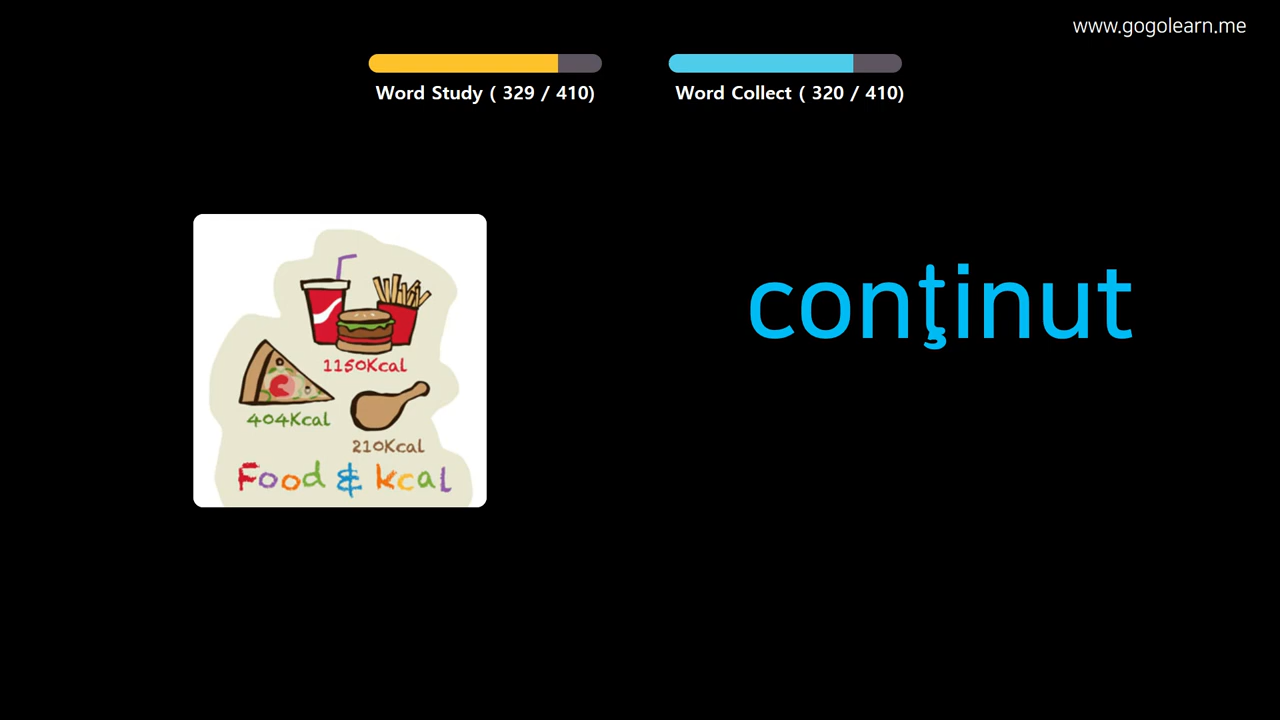 www.gogolearn.me
Word Study ( 329 / 410)
Word Collect ( 320 / 410)
conţinut
1150Kcal
404Kcal
210Kcal
Food & kcal